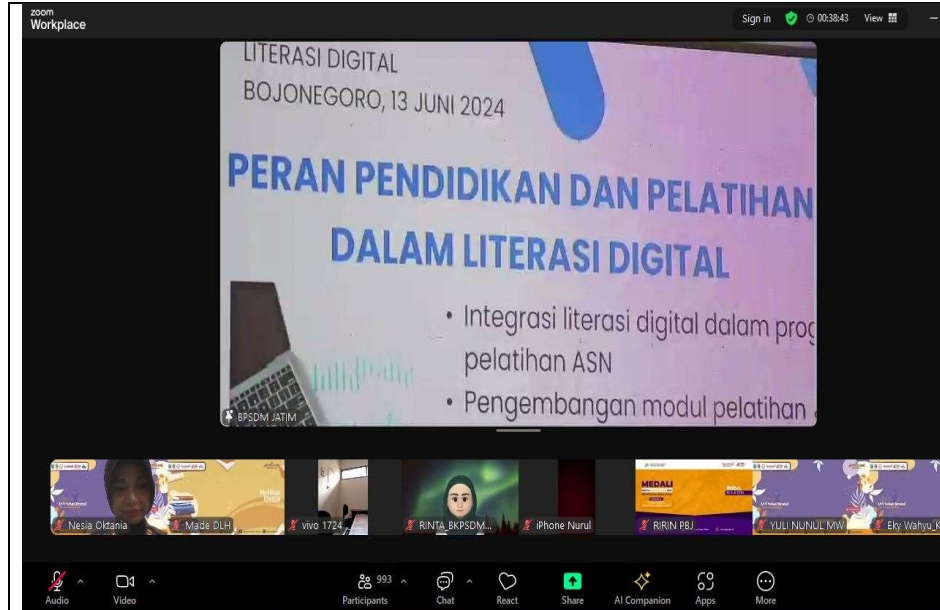 zoom
Workplace
Sign in
00:38:43
View
LITERASI DIGITAL
BOJONEGORO, 13 JUNI 2024
PERAN PENDIDIKAN DAN PELATIHAN
DALAM LITERASI DIGITAL
• Integrasi literasi digital dalam prog
pelatihan ASN
• Pengembangan modul pelatihan
BPSDM JATIM
MEDALI
Nesia Oktania
Made DLH
vivo 1724
RINTA_BKPSDM...
iPhone Nurul
RIRIN PBJ
YULI NUNUL MW
Eky Wahyu_K
Audio
Video
993
Participants
Chat
React
Share
AI Companion
Apps
More